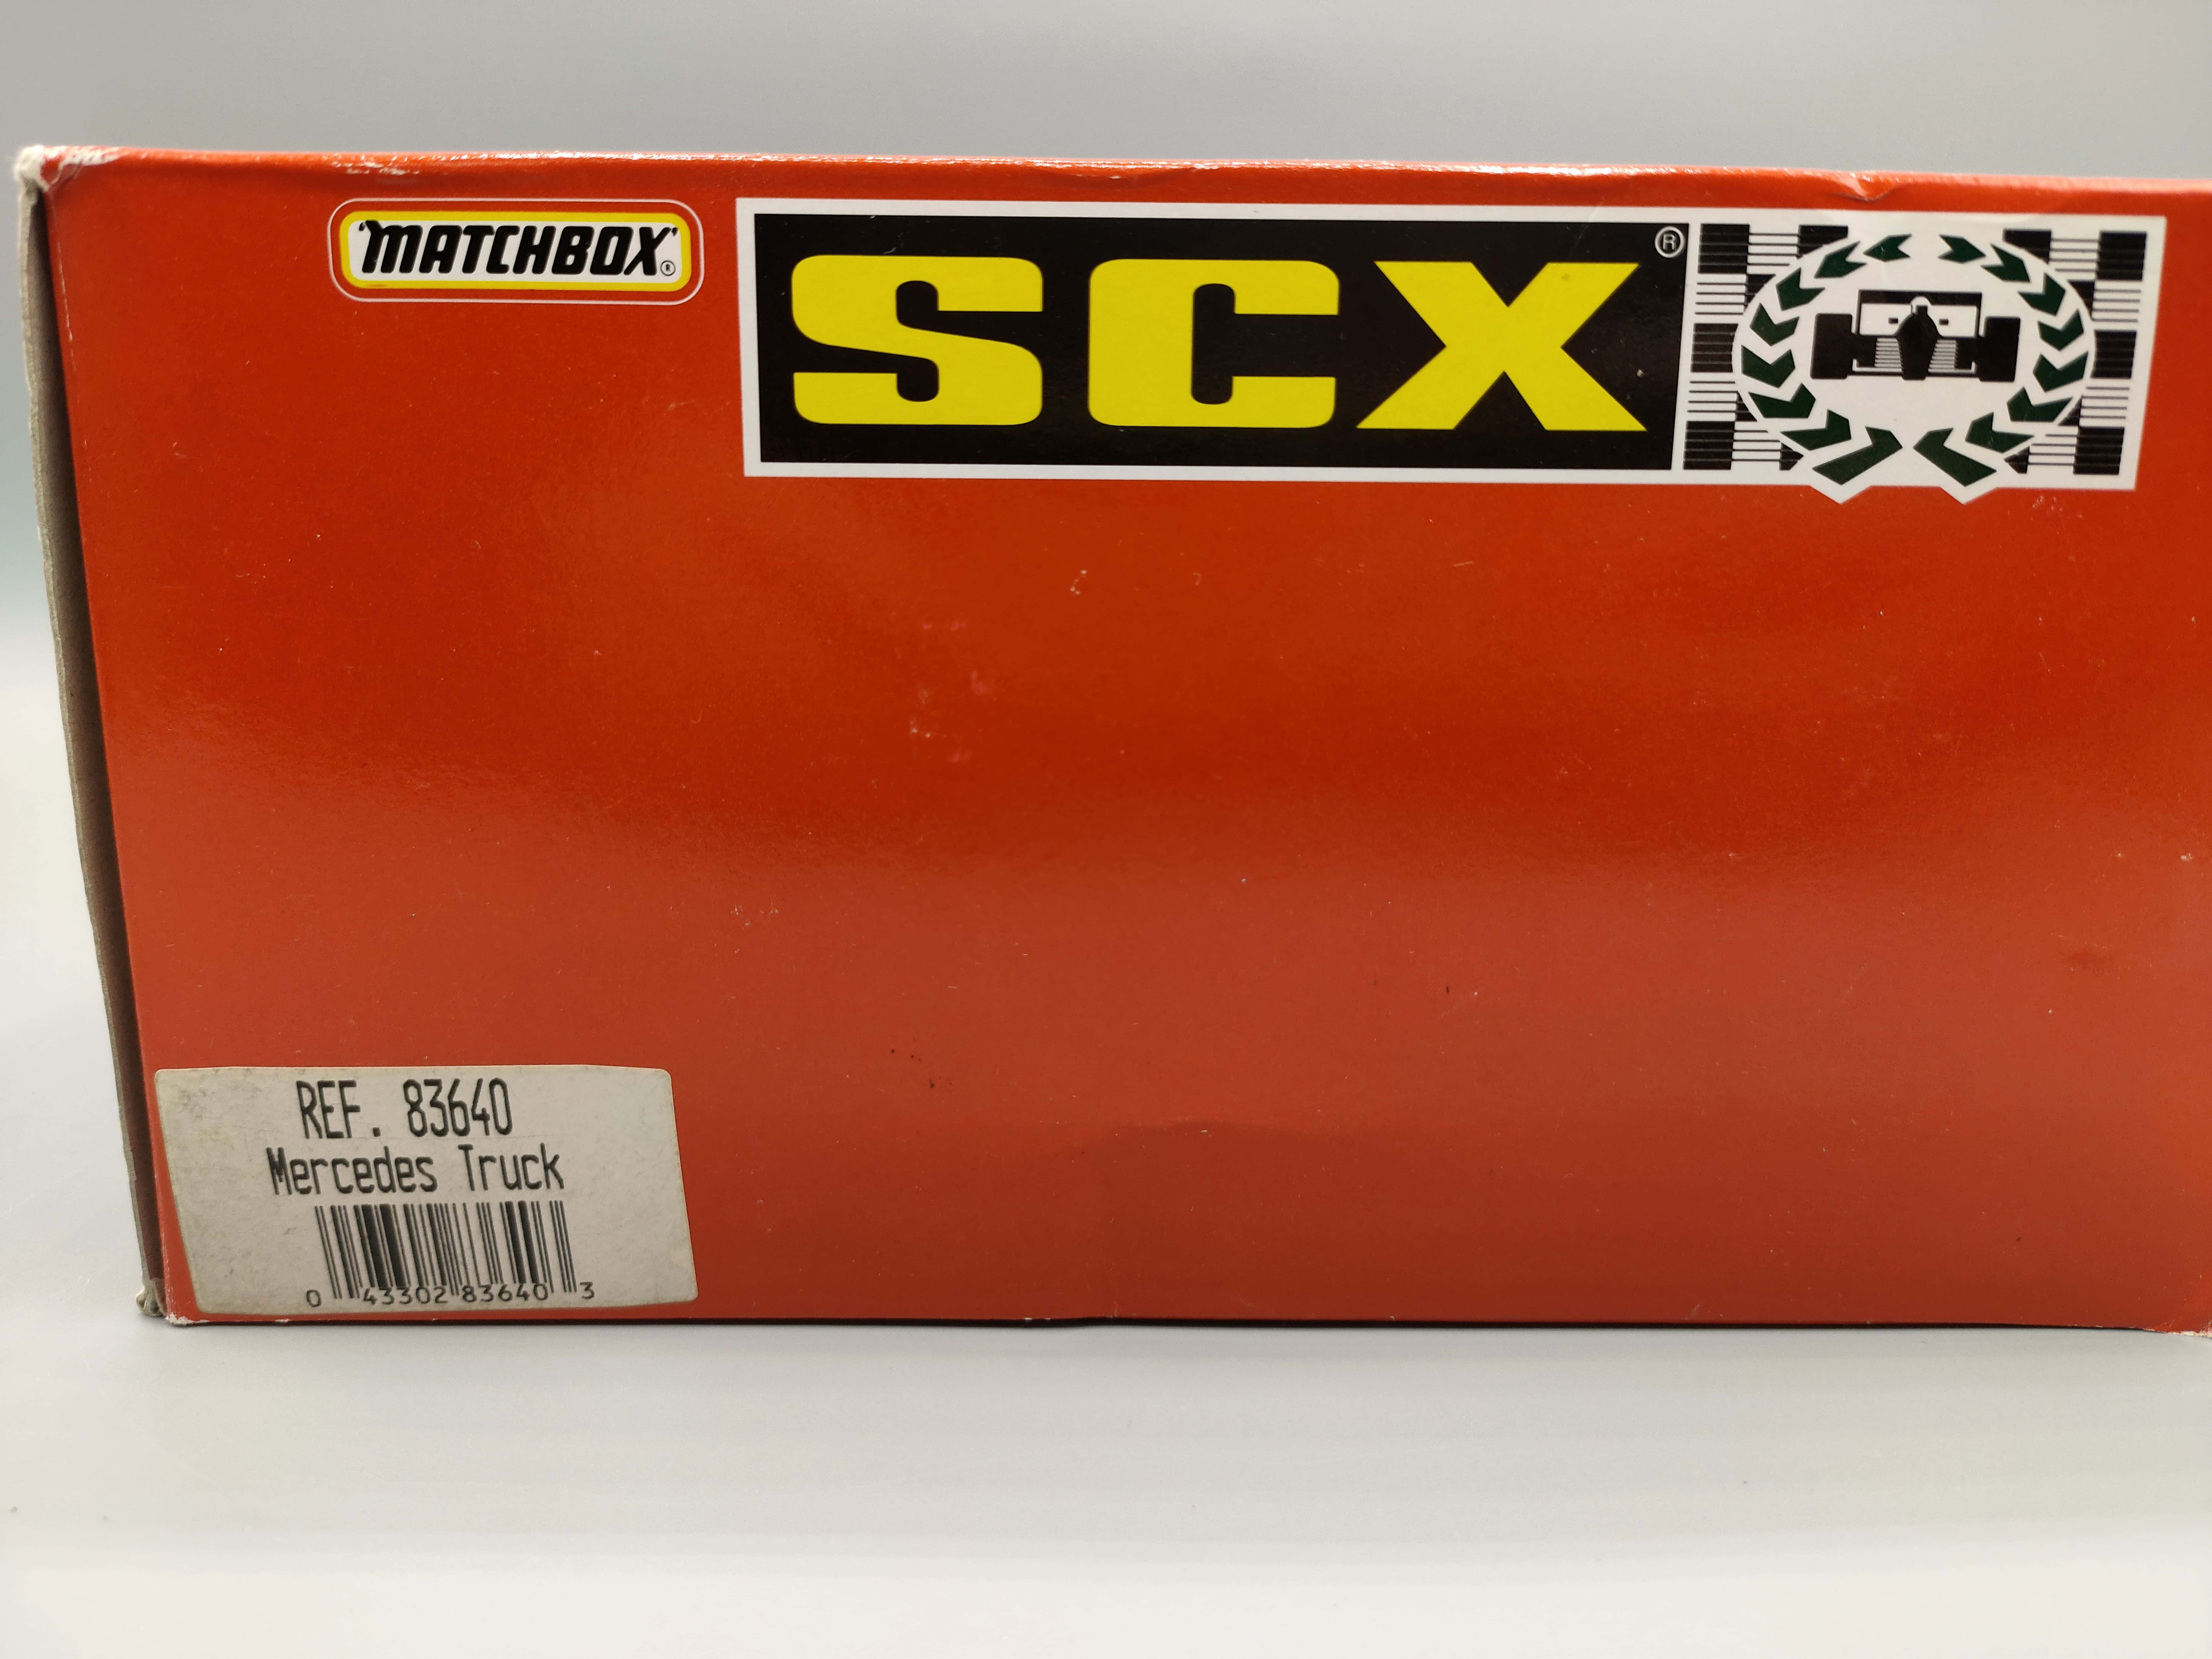 'MATCHBOX'®
SCX®
REF. 83640
Mercedes Truck
0 43302 83640 3